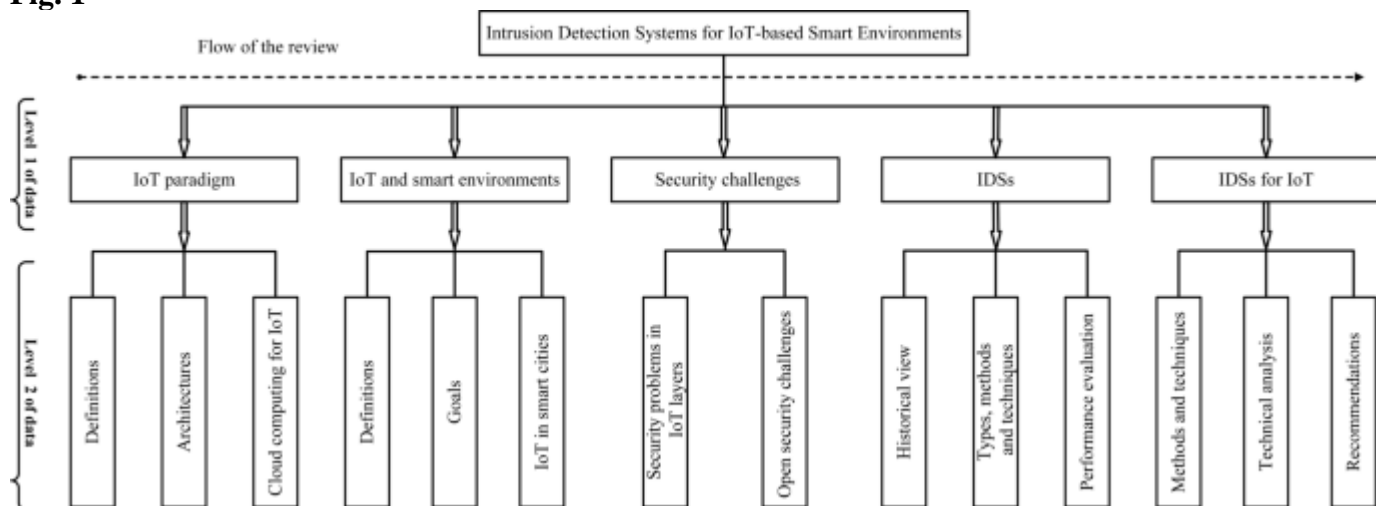 Fig. 1
Intrusion Detection Systems for IoT-based Smart Environments
Flow of the review
Level 1 of data
IoT paradigm
IoT and smart environments
Security challenges
IDSs
IDSs for IoT
Level 2 of data
Definitions
Architectures
Cloud computing for IoT
Definitions
Goals
IoT in smart cities
Security problems in
IoT layers
Open security challenges
Historical view
Types, methods
and techniques
Performance evaluation
Methods and techniques
Technical analysis
Recommendations